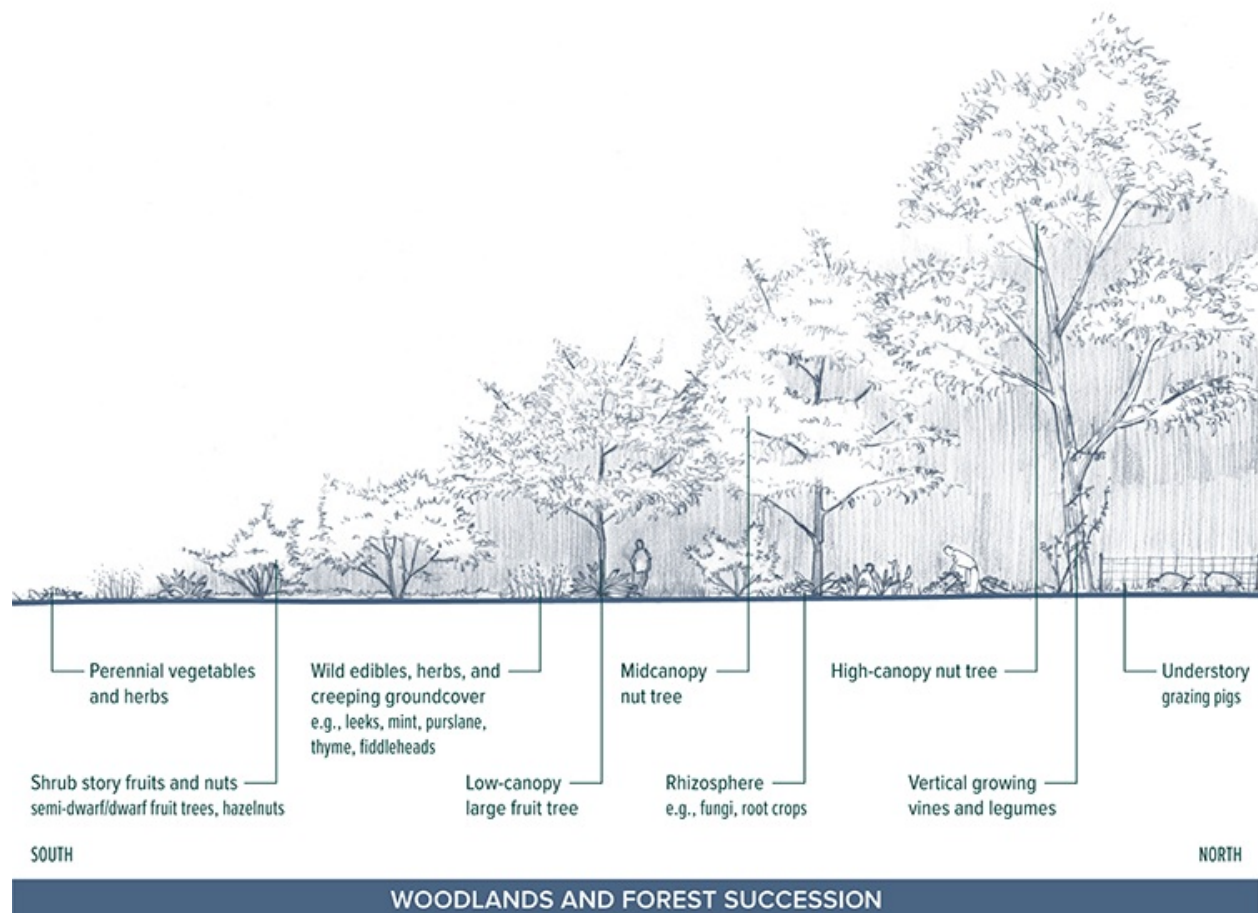 Perennial vegetables
and herbs
Wild edibles, herbs, and
creeping groundcover
e.g., leeks, mint, purslane,
thyme, fiddleheads
Midcanopy
nut tree
High-canopy nut tree
Understory
grazing pigs
Shrub story fruits and nuts
semi-dwarf/dwarf fruit trees, hazelnuts
Low-canopy
large fruit tree
Rhizosphere
e.g., fungi, root crops
Vertical growing
vines and legumes
SOUTH
NORTH
WOODLANDS AND FOREST SUCCESSION